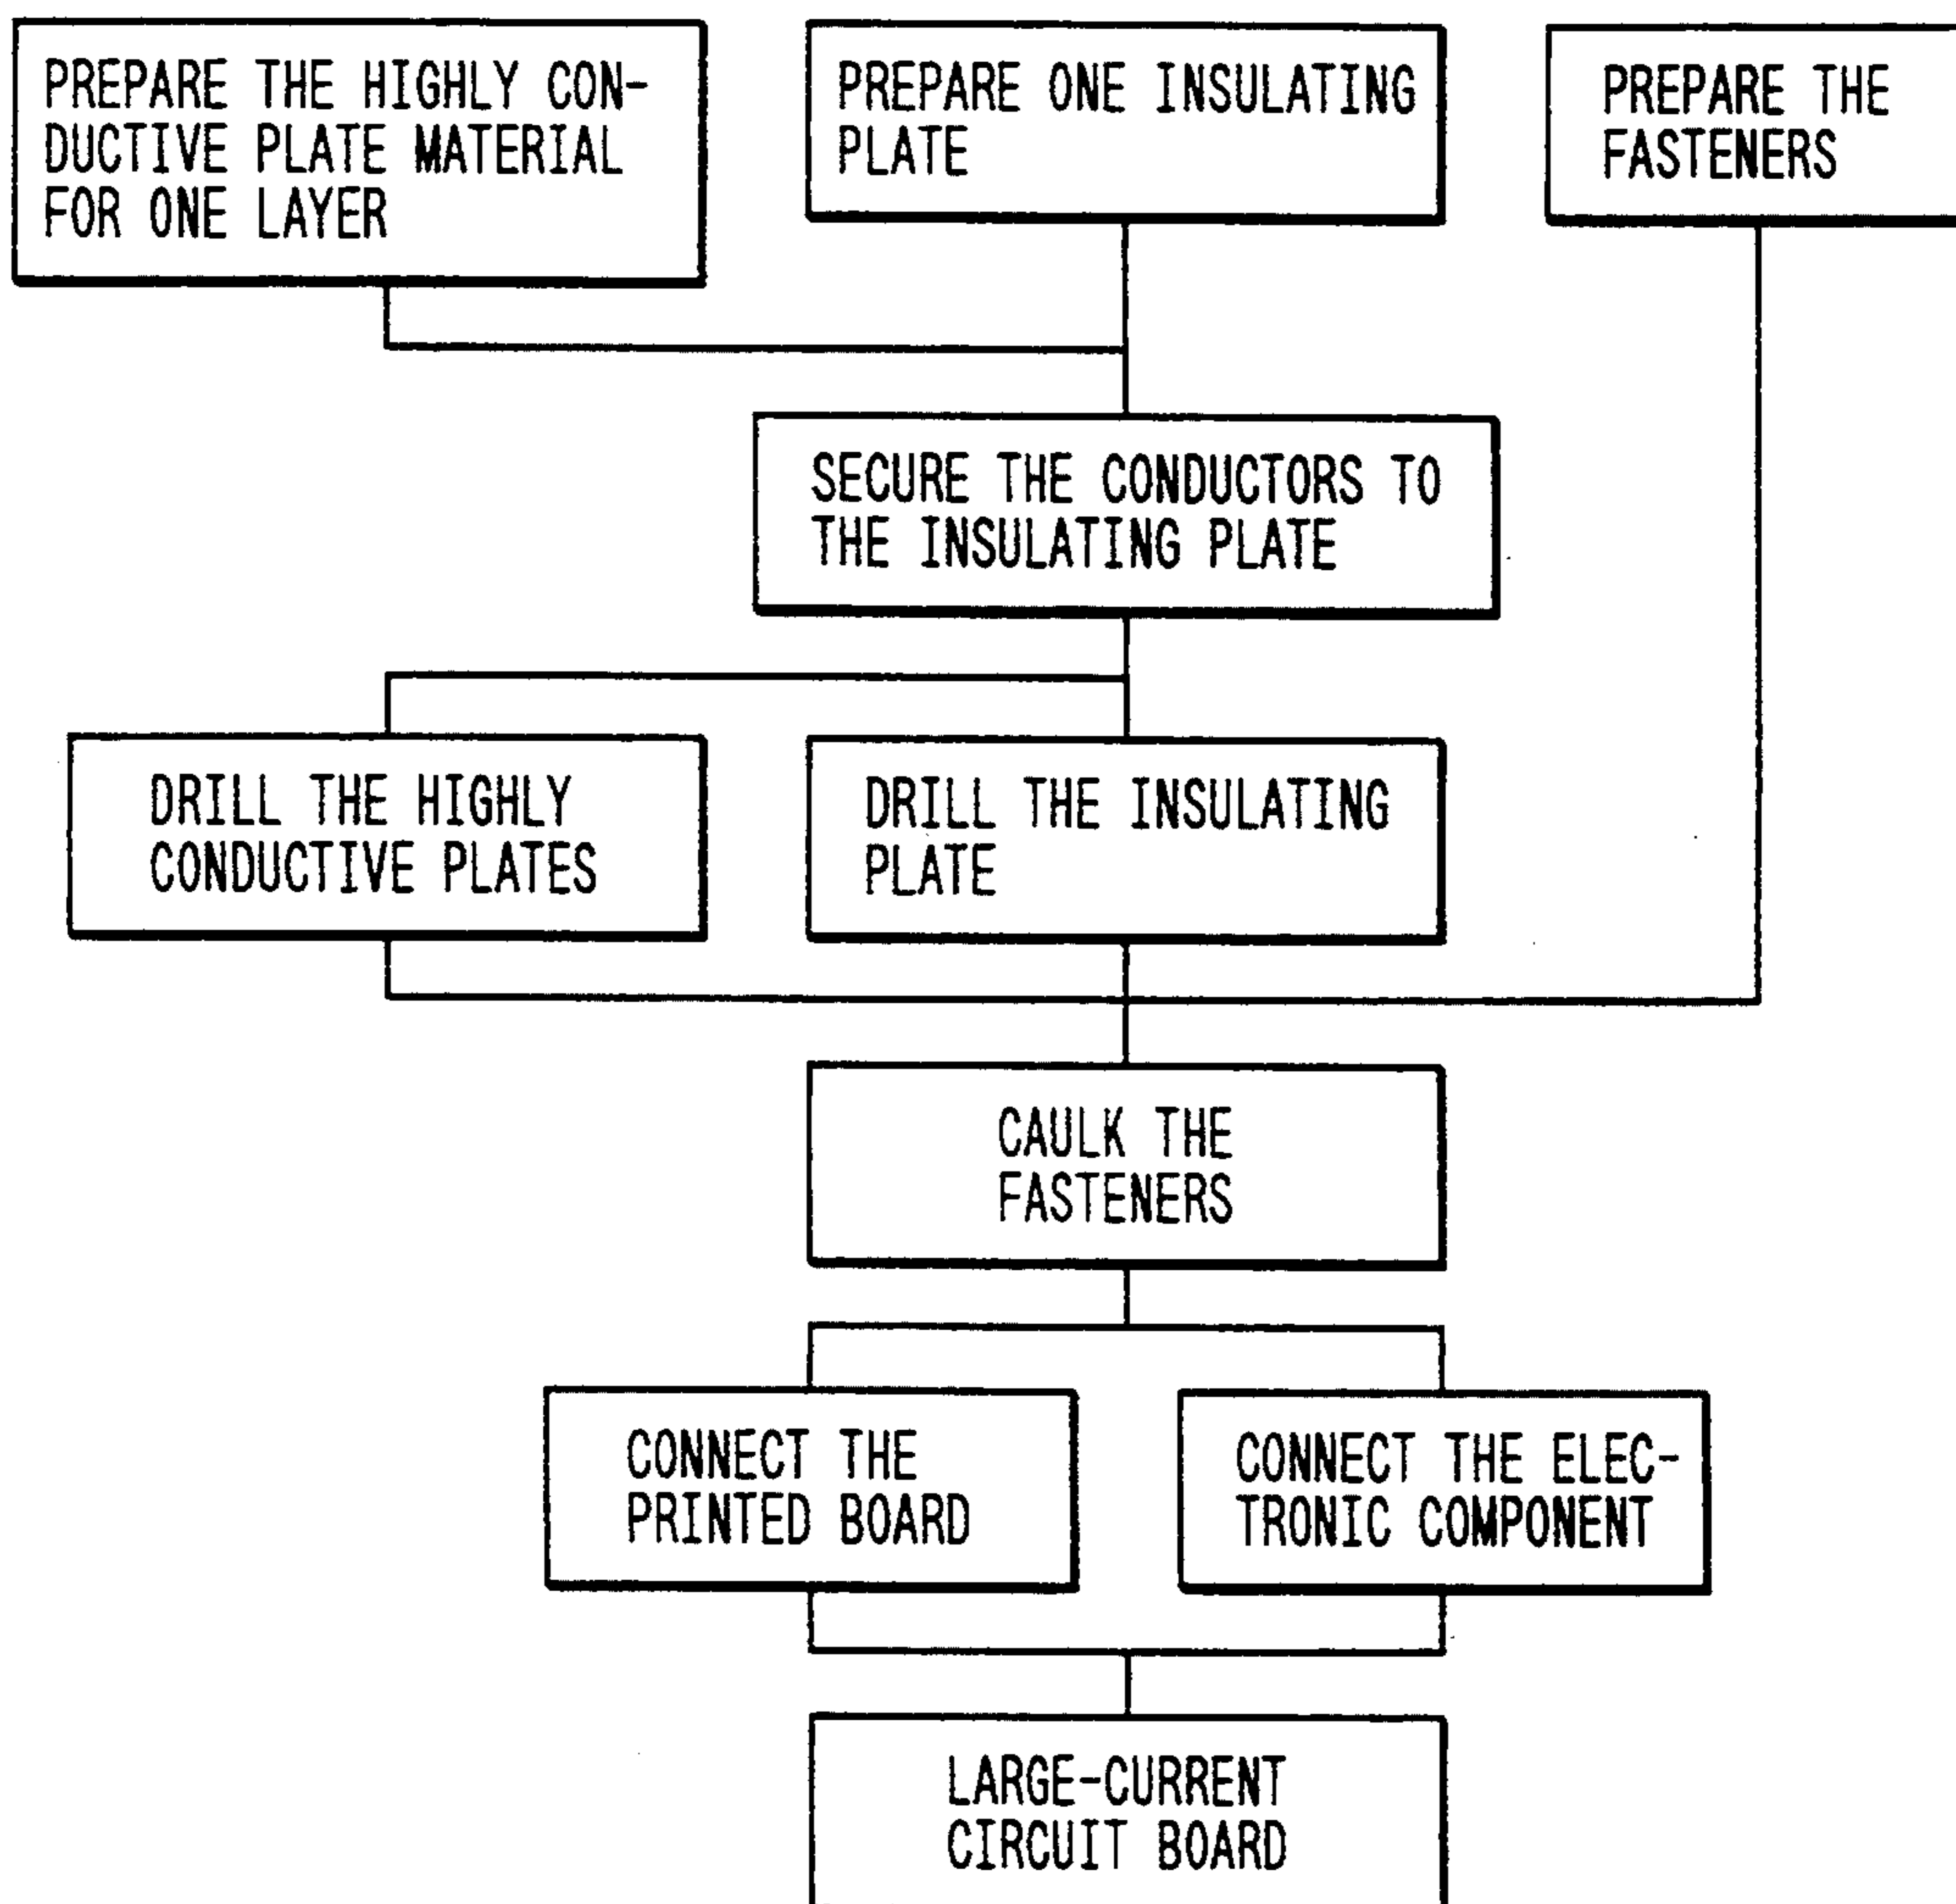 PREPARE THE HIGHLY CON-
DUCTIVE PLATE MATERIAL
FOR ONE LAYER
PREPARE ONE INSULATING
PLATE
PREPARE THE
FASTENERS
SECURE THE CONDUCTORS TO
THE INSULATING PLATE
DRILL THE HIGHLY
CONDUCTIVE PLATES
DRILL THE INSULATING
PLATE
CAULK THE
FASTENERS
CONNECT THE
PRINTED BOARD
CONNECT THE ELEC-
TRONIC COMPONENT
LARGE-CURRENT
CIRCUIT BOARD